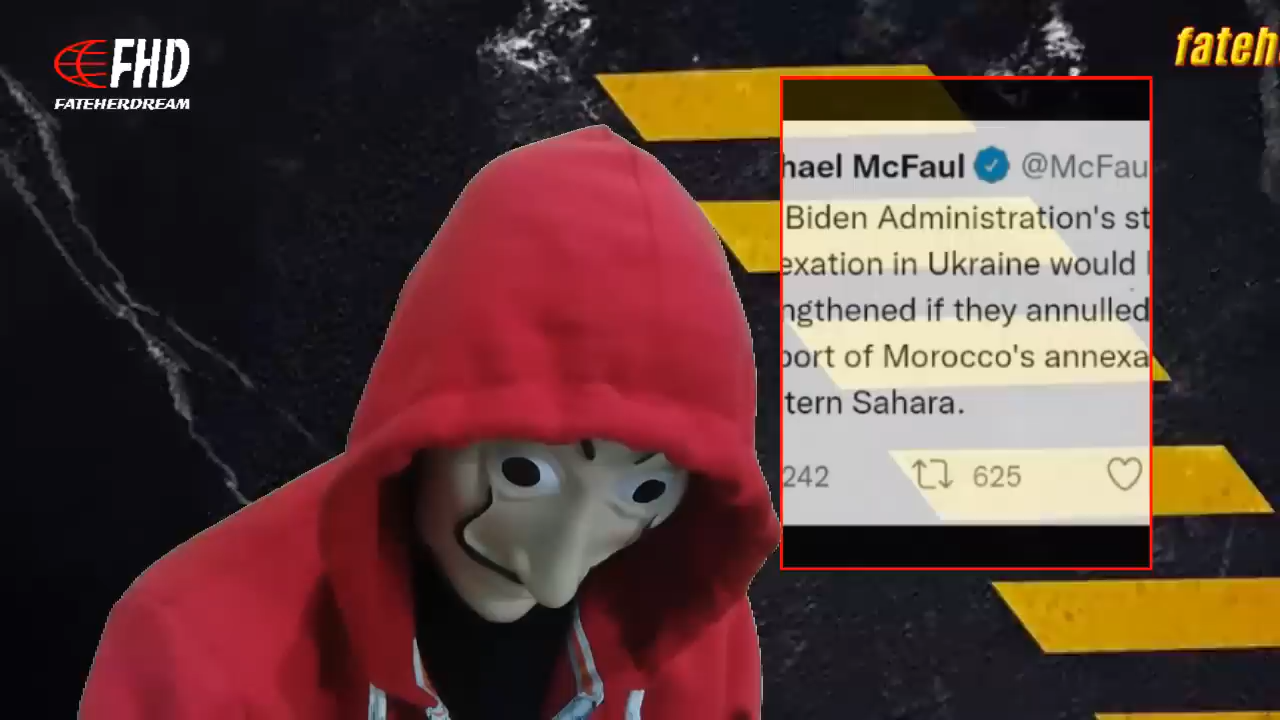 FHD
FATEHERDREAM
fateh
hael McFaul @McFau
Biden Administration's st
exation in Ukraine would
ngthened if they annulled
port of Morocco's annexa
tern Sahara.
242 625